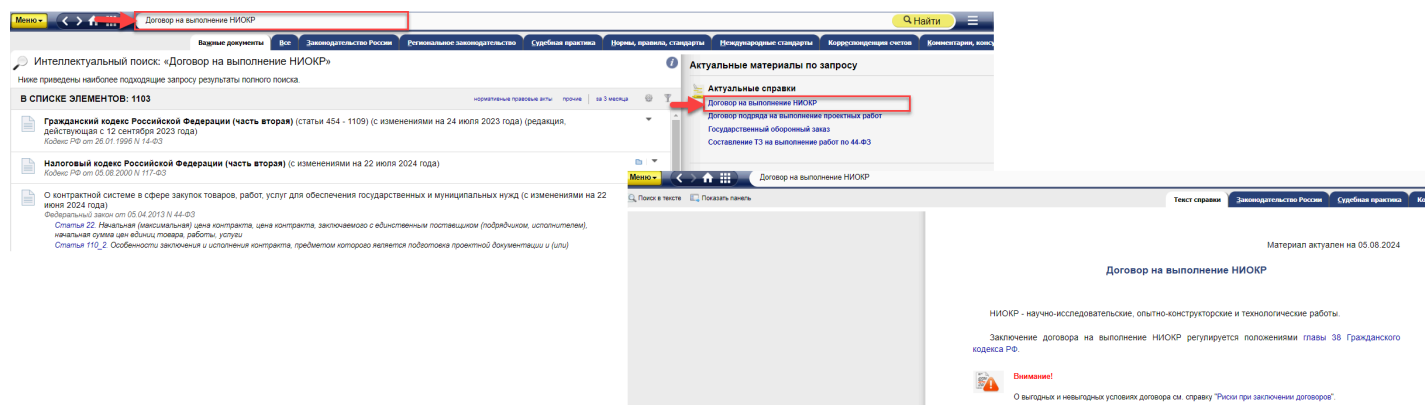 Меню
Договор на выполнение НИОКР
Найти
Важные документы Все Законодательство России Региональное законодательство Судебная практика Нормы, правила, стандарты Международные стандарты Корреспонденция счетов Комментарии, конс
Интеллектуальный поиск: «Договор на выполнение НИОКР»
Ниже приведены наиболее подходящие запросу результаты полного поиска.
В СПИСКЕ ЭЛЕМЕНТОВ: 1103
нормативные правовые акты прочие за 3 месяца
Гражданский кодекс Российской Федерации (часть вторая) (статьи 454 - 1109) (с изменениями на 24 июля 2023 года) (редакция,
действующая с 12 сентября 2023 года)
Кодекс РФ от 26.01.1996 N 14-ФЗ
Налоговый кодекс Российской Федерации (часть вторая) (с изменениями на 22 июля 2024 года)
Кодекс РФ от 05.08.2000 N 117-ФЗ
О контрактной системе в сфере закупок товаров, работ, услуг для обеспечения государственных и муниципальных нужд (с изменениями на 22
июня 2024 года)
Федеральный закон от 05.04.2013 N 44-ФЗ
Статья 22. Начальная (максимальная) цена контракта, цена контракта, заключаемого с единственным поставщиком (подрядчиком, исполнителем),
начальная сумма цен единиц товара, работы, услуги
Статья 110_2. Особенности заключения и исполнения контракта, предметом которого является подготовка проектной документации и (или)
Актуальные материалы по запросу
Актуальные справки
Договор на выполнение НИОКР
Договор подряда на выполнение проектных работ
Государственный оборонный заказ
Составление ТЗ на выполнение работ по 44-ФЗ
Меню
Договор на выполнение НИОКР
Поиск в тексте Показать панель
Текст справки Законодательство России Судебная практика Ко
Материал актуален на 05.08.2024
Договор на выполнение НИОКР
НИОКР - научно-исследовательские, опытно-конструкторские и технологические работы.
Заключение договора на выполнение НИОКР регулируется положениями главы 38 Гражданского
кодекса РФ.
Внимание!
О выгодных и невыгодных условиях договора см. справку "Риски при заключении договоров".